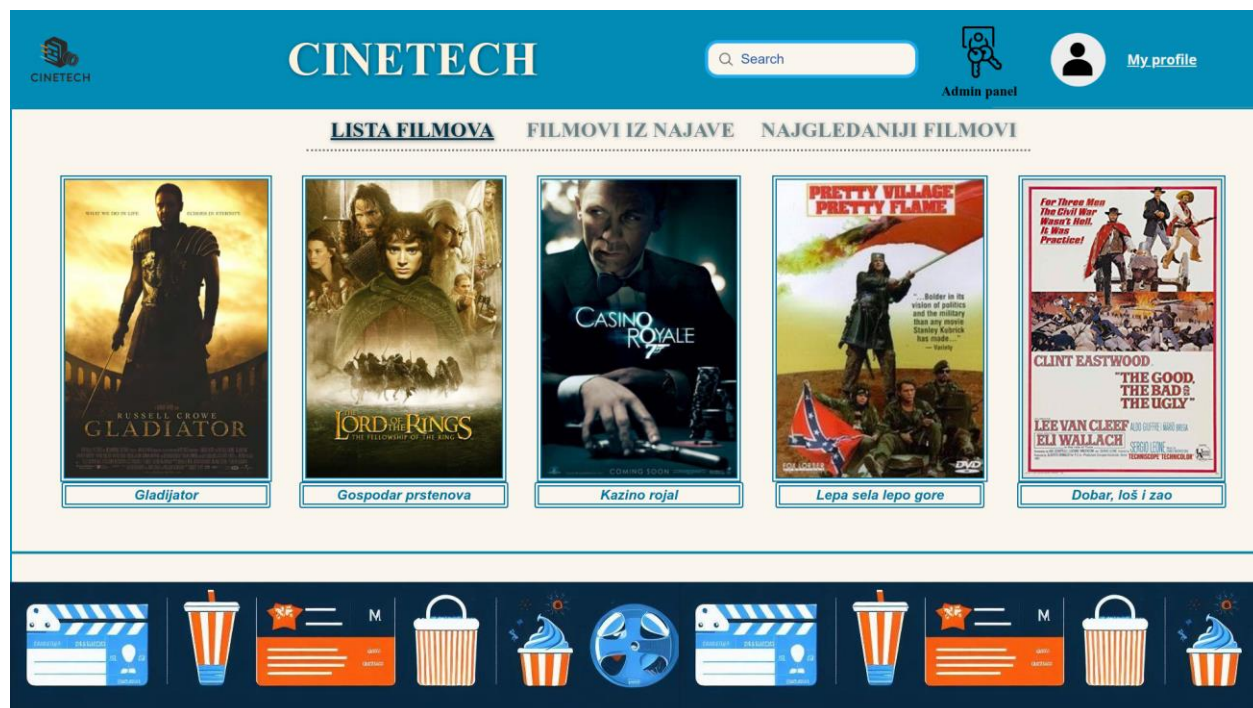 CINETECH
CINETECH
Search
Admin panel
My profile
LISTA FILMOVA FILMOVI IZ NAJAVE NAJGLEDANIJI FILMOVI
WHAT WE DO IN LIFE ECHOES IN ETERNITY
RUSSELL CROWE
GLADIATOR
Gladijator
THE
LORD OF THE RINGS
THE FELLOWSHIP OF THE RING
Gospodar prstenova
CASINO
ROYALE
7
COMING SOON
Kazino rojal
PRETTY VILLAGE
PRETTY FLAME
"...Bolder in its
vision of politics
and the military
than any movie
Stanley Kubrick
has made..."
— Variety
FOX LORBER
DVD
Lepa sela lepo gore
For Three Men
The Civil War
Wasn't Hell.
It Was
Practice!
CLINT EASTWOOD
"THE GOOD,
THE BAD &
THE UGLY"
LEE VAN CLEEF
ELI WALLACH
SERGIO LEONE
TECHNISCOPE TECHNICOLOR
Dobar, loš i zao
M
M